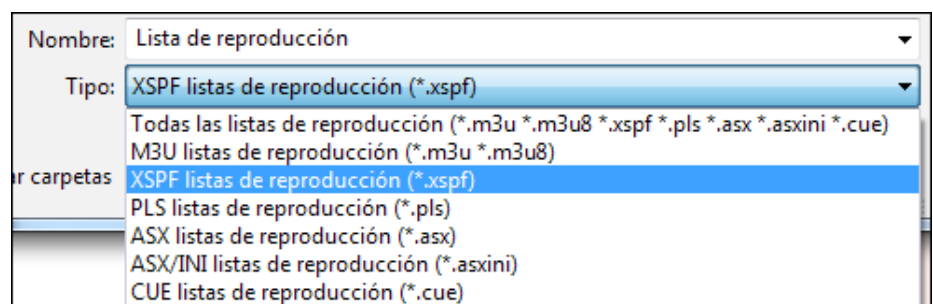 Nombre: Lista de reproducción
Tipo: XSPF listas de reproducción (*.xspf)
Todas las listas de reproducción (*.m3u *.m3u8 *.xspf *.pls *.asx *.asxini *.cue)
M3U listas de reproducción (*.m3u *.m3u8)
ar carpetas XSPF listas de reproducción (*.xspf)
PLS listas de reproducción (*.pls)
ASX listas de reproducción (*.asx)
ASX/INI listas de reproducción (*.asxini)
CUE listas de reproducción (*.cue)